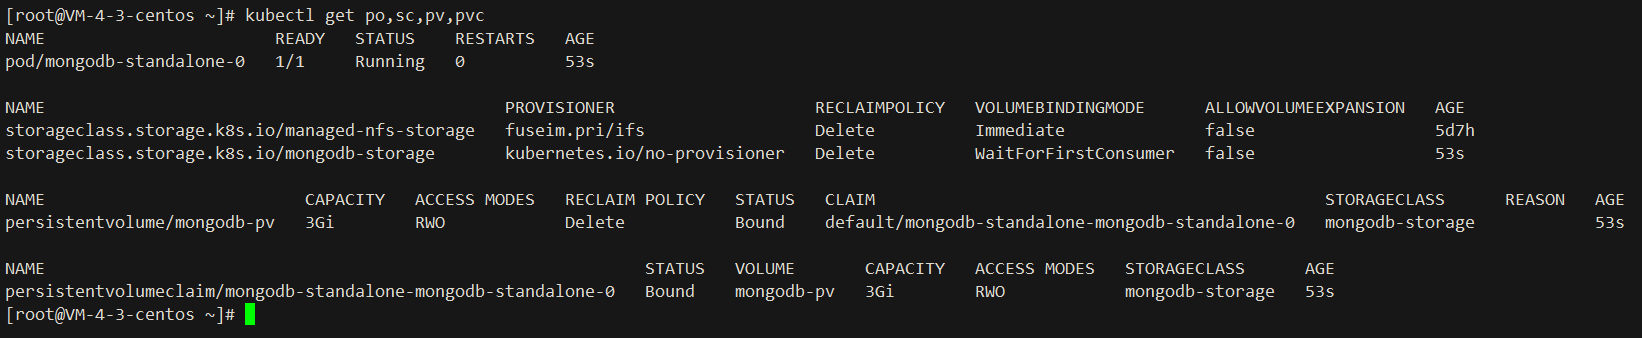 [root@VM-4-3-centos ~]# kubectl get po,sc,pv,pvc
NAME                       READY   STATUS    RESTARTS   AGE
pod/mongodb-standalone-0   1/1     Running   0          53s

NAME                                              PROVISIONER                    RECLAIMPOLICY   VOLUMEBINDINGMODE      ALLOWVOLUMEEXPANSION   AGE
storageclass.storage.k8s.io/managed-nfs-storage   fuseim.pri/ifs                 Delete          Immediate              false                  5d7h
storageclass.storage.k8s.io/mongodb-storage       kubernetes.io/no-provisioner   Delete          WaitForFirstConsumer   false                  53s

NAME                          CAPACITY   ACCESS MODES   RECLAIM POLICY   STATUS   CLAIM                                             STORAGECLASS      REASON   AGE
persistentvolume/mongodb-pv   3Gi        RWO            Delete           Bound    default/mongodb-standalone-mongodb-standalone-0   mongodb-storage            53s

NAME                                                            STATUS   VOLUME       CAPACITY   ACCESS MODES   STORAGECLASS      AGE
persistentvolumeclaim/mongodb-standalone-mongodb-standalone-0   Bound    mongodb-pv   3Gi        RWO            mongodb-storage   53s
[root@VM-4-3-centos ~]#